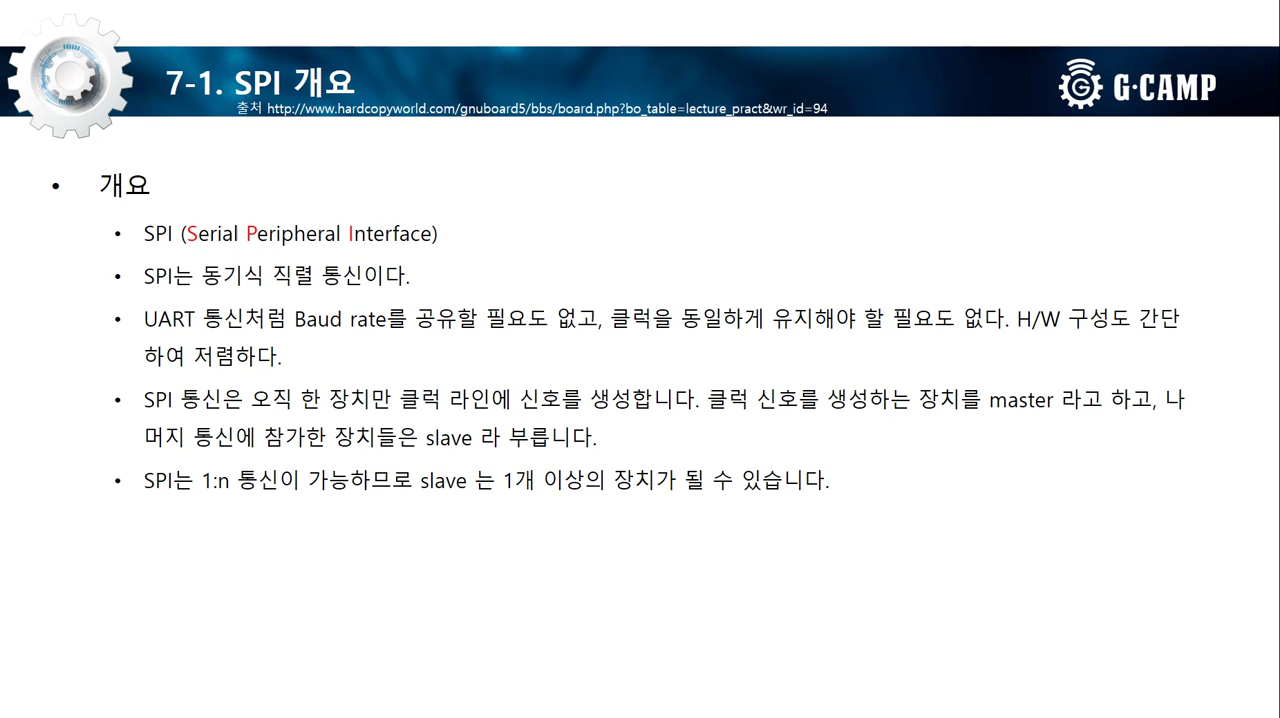 7-1. SPI 개요
출처 http://www.hardcopyworld.com/gnuboard5/bbs/board.php?bo_table=lecture_pract&wr_id=94
G·CAMP
• 개요
• SPI (Serial Peripheral Interface)
• SPI는 동기식 직렬 통신이다.
• UART 통신처럼 Baud rate를 공유할 필요도 없고, 클럭을 동일하게 유지해야 할 필요도 없다. H/W 구성도 간단
하여 저렴하다.
• SPI 통신은 오직 한 장치만 클럭 라인에 신호를 생성합니다. 클럭 신호를 생성하는 장치를 master 라고 하고, 나
머지 통신에 참가한 장치들은 slave 라 부릅니다.
• SPI는 1:n 통신이 가능하므로 slave 는 1개 이상의 장치가 될 수 있습니다.